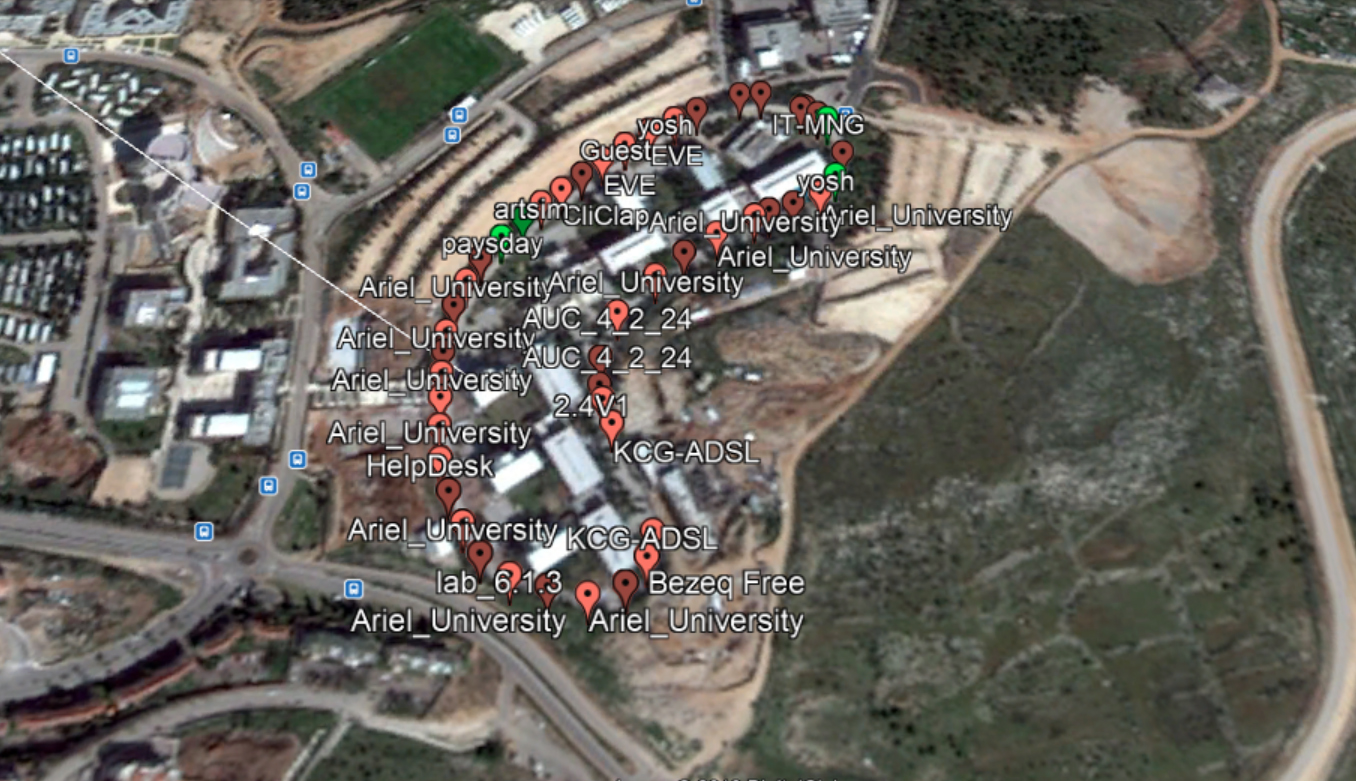 yosh
IT-MNG
Guest
EVE
EVE
yosh
artsim
CliClap
Ariel_University
Ariel_University
paysday
Ariel_University
Ariel_University
Ariel_University
AUC_4_2_24
Ariel_University
AUC_4_2_24
Ariel_University
2.4V1
Ariel_University
KCG-ADSL
HelpDesk
Ariel_University
KCG-ADSL
lab_6.1.3
Bezeq Free
Ariel_University
Ariel_University